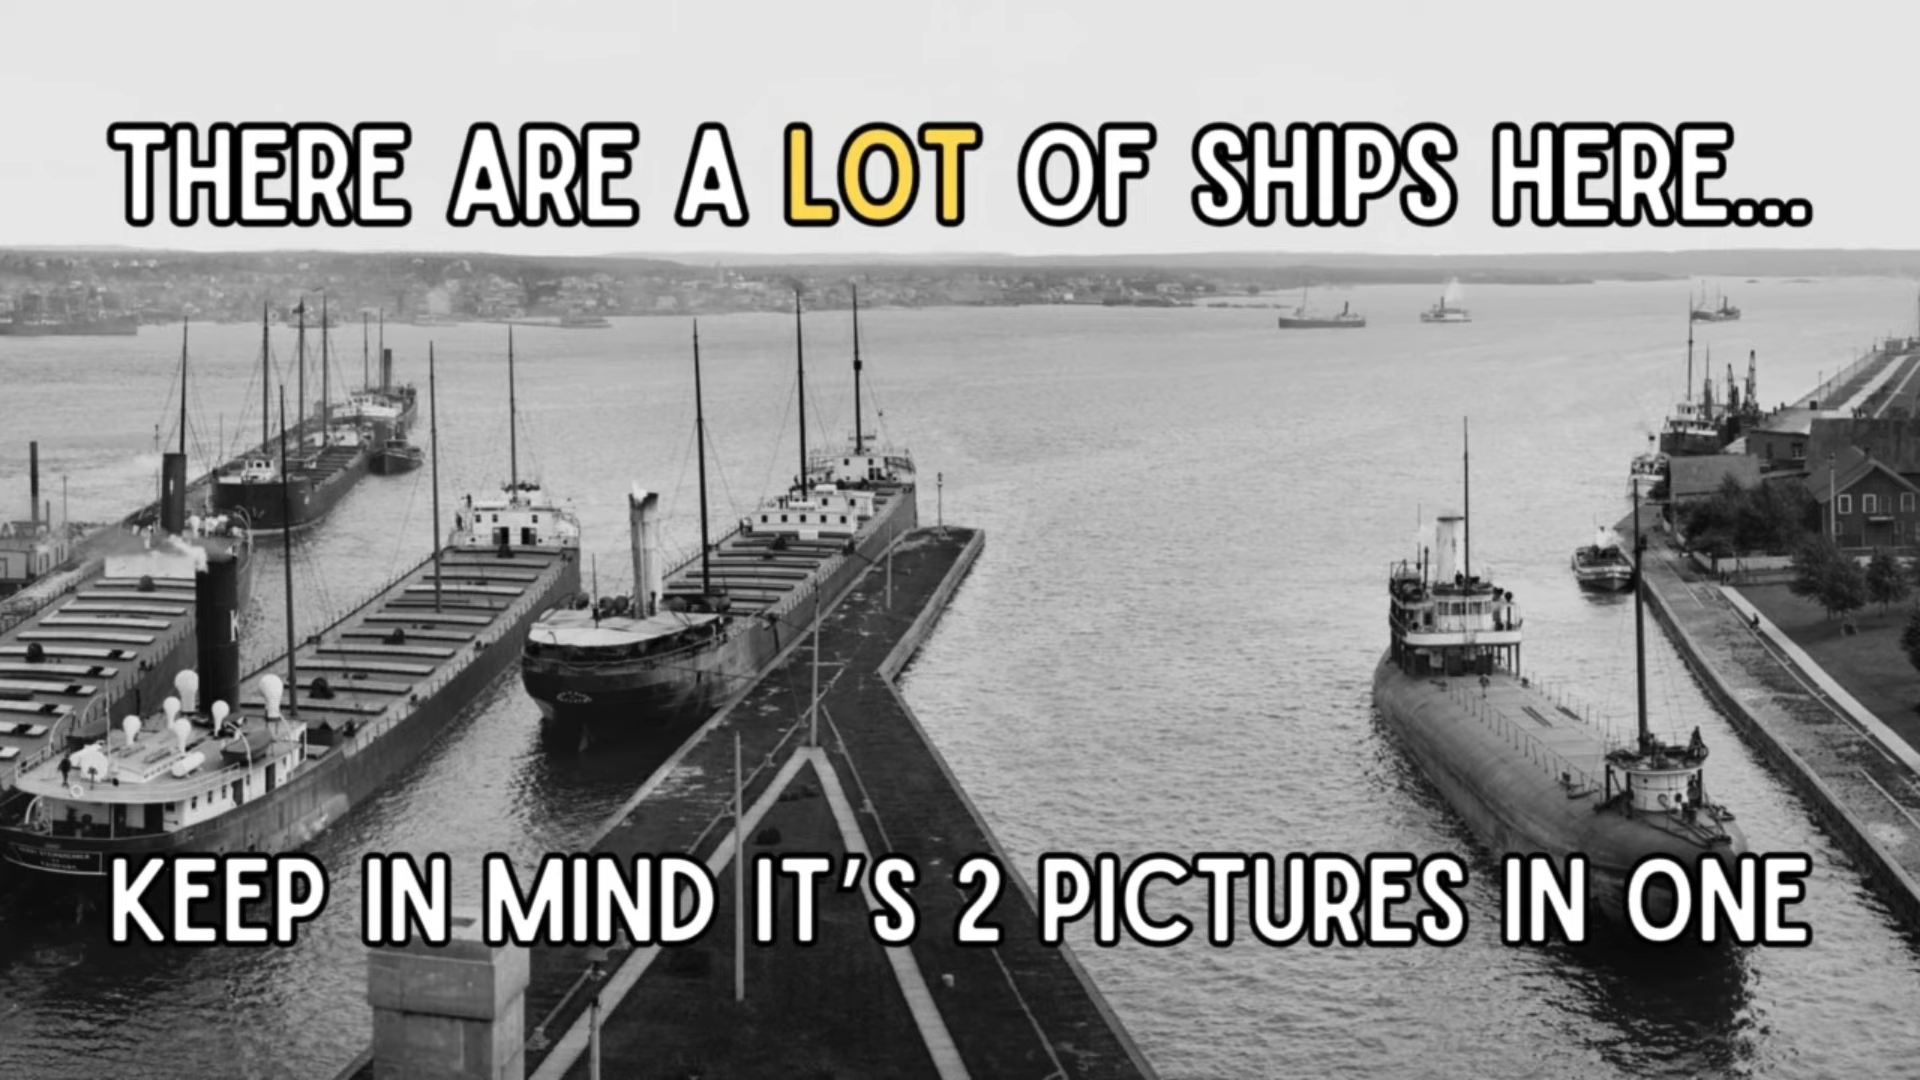 THERE ARE A LOT OF SHIPS HERE...
K
KEEP IN MIND IT'S 2 PICTURES IN ONE